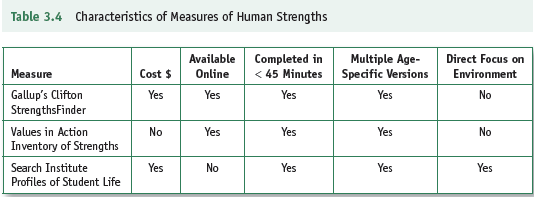 Table 3.4 Characteristics of Measures of Human Strengths
Available Completed in Multiple Age- Direct Focus on
Measure Cost $ Online < 45 Minutes Specific Versions Environment
Gallup's Clifton Yes Yes Yes Yes No
StrengthsFinder
Values in Action No Yes Yes Yes No
Inventory of Strengths
Search Institute Yes No Yes Yes Yes
Profiles of Student Life